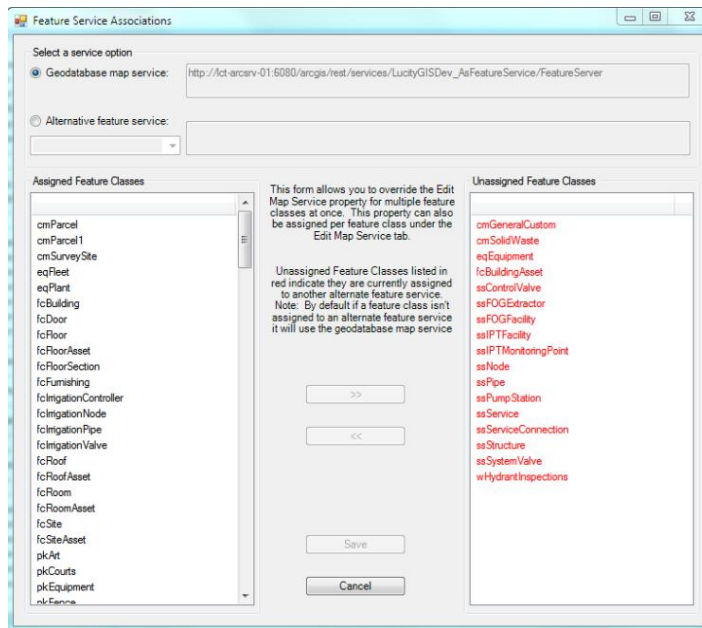 Feature Service Associations
Select a service option
Geodatabase map service:
http://lct-arcsrv-01:6080/arcgis/rest/services/LucityGISDev_AsFeatureService/FeatureServer
Alternative feature service:
Assigned Feature Classes
cmParcel
cmParcel1
cmSurveySite
eqFleet
eqPlant
fcBuilding
fcDoor
fcFloor
fcFloorAsset
fcFloorSection
fcFurnishing
fcIrrigationController
fcIrrigationNode
fcIrrigationPipe
fcIrrigationValve
fcRoof
fcRoofAsset
fcRoom
fcRoomAsset
fcSite
fcSiteAsset
pkArt
pkCourts
pkEquipment
pkFence
This form allows you to override the Edit
Map Service property for multiple feature
classes at once. This property can also
be assigned per feature class under the
Edit Map Service tab.
Unassigned Feature Classes listed in
red indicate they are currently assigned
to another alternate feature service.
Note: By default if a feature class isn't
assigned to an alternate feature service
it will use the geodatabase map service
>>
<<
Save
Cancel
Unassigned Feature Classes
cmGeneralCustom
cmSolidWaste
eqEquipment
fcBuildingAsset
ssControlValve
ssFOGExtractor
ssFOGFacility
ssIPTFacility
ssIPTMonitoringPoint
ssNode
ssPipe
ssPumpStation
ssService
ssServiceConnection
ssStructure
ssSystemValve
wHydrantInspections